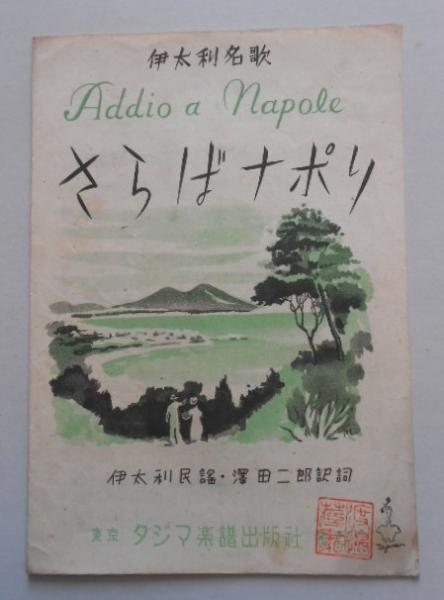 伊太利名歌
Addio a Napole
さらばナポリ
伊太利民謡・澤田二郎訳詞
東京 タジマ楽譜出版社